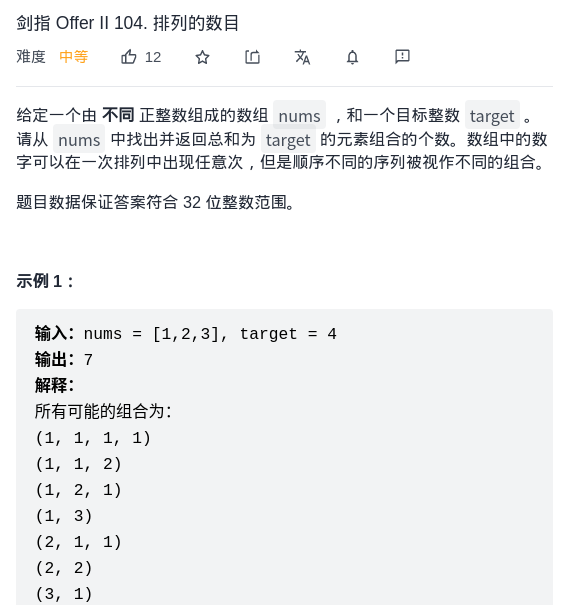 剑指 Offer II 104. 排列的数目
难度 中等 12
给定一个由 不同 正整数组成的数组 nums ，和一个目标整数 target 。
请从 nums 中找出并返回总和为 target 的元素组合的个数。数组中的数
字可以在一次排列中出现任意次，但是顺序不同的序列被视作不同的组合。
题目数据保证答案符合 32 位整数范围。
示例 1：
输入：nums = [1,2,3], target = 4
输出：7
解释：
所有可能的组合为：
(1, 1, 1, 1)
(1, 1, 2)
(1, 2, 1)
(1, 3)
(2, 1, 1)
(2, 2)
(3, 1)